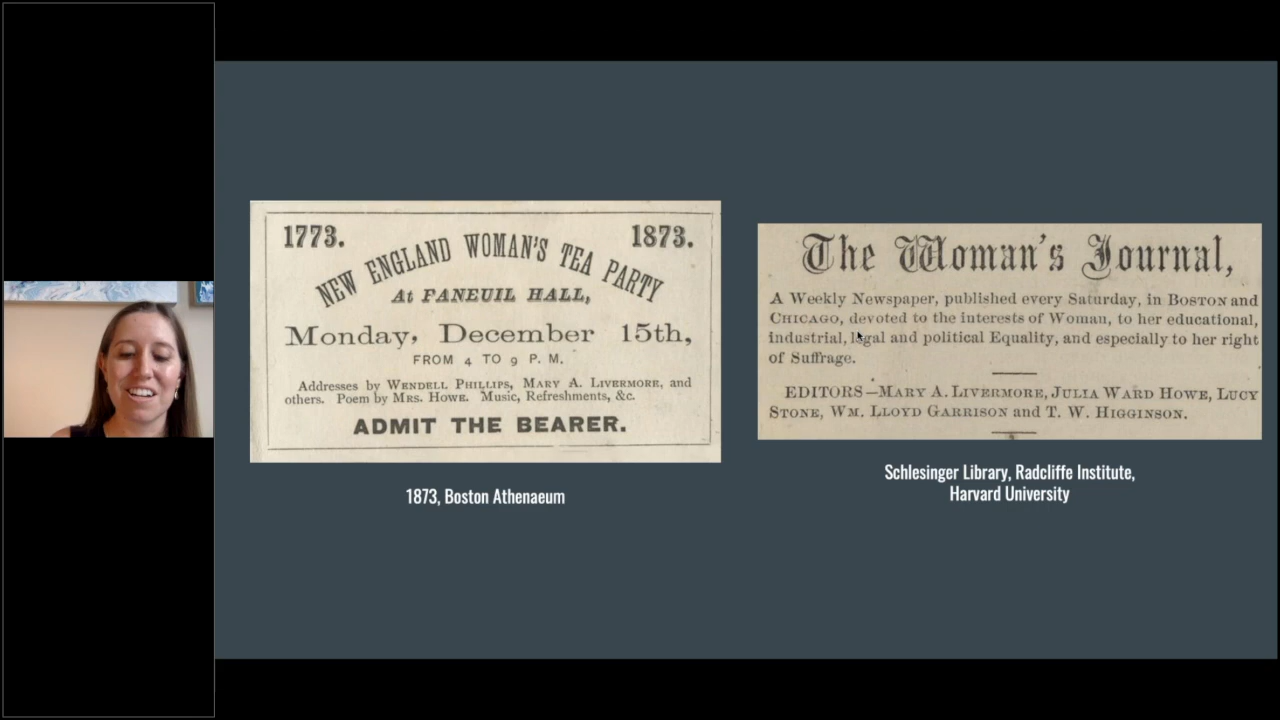 1773. 1873.
NEW ENGLAND WOMAN'S TEA PARTY
At FANEUIL HALL,
Monday, December 15th,
FROM 4 TO 9 P. M.
Addresses by WENDELL PHILLIPS, MARY A. LIVERMORE, and
others. Poem by MRS. HOWE. Music, Refreshments, &c.
ADMIT THE BEARER.
1873, Boston Athenaeum
The Woman's Journal,
A Weekly Newspaper, published every Saturday, in BOSTON and
CHICAGO, devoted to the interests of Woman, to her educational,
industrial, legal and political Equality, and especially to her right
of Suffrage.
EDITORS—MARY A. LIVERMORE, JULIA WARD HOWE, LUCY
STONE, WM. LLOYD GARRISON and T. W. HIGGINSON.
Schlesinger Library, Radcliffe Institute,
Harvard University